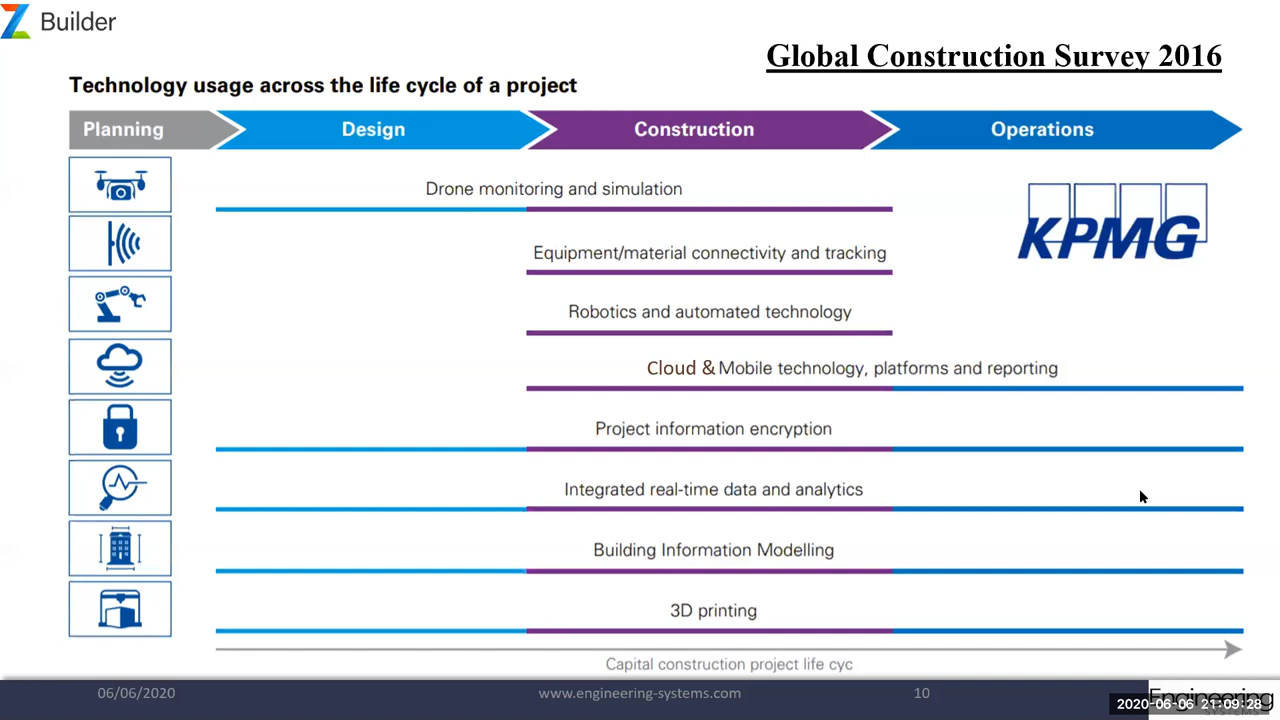 Builder
Global Construction Survey 2016
Technology usage across the life cycle of a project
Planning
Design
Construction
Operations
Drone monitoring and simulation
KPMG
Equipment/material connectivity and tracking
Robotics and automated technology
Cloud & Mobile technology, platforms and reporting
Project information encryption
Integrated real-time data and analytics
Building Information Modelling
3D printing
Capital construction project life cyc
06/06/2020
www.engineering-systems.com
10
Engineering
2020-06-06 21:09:28